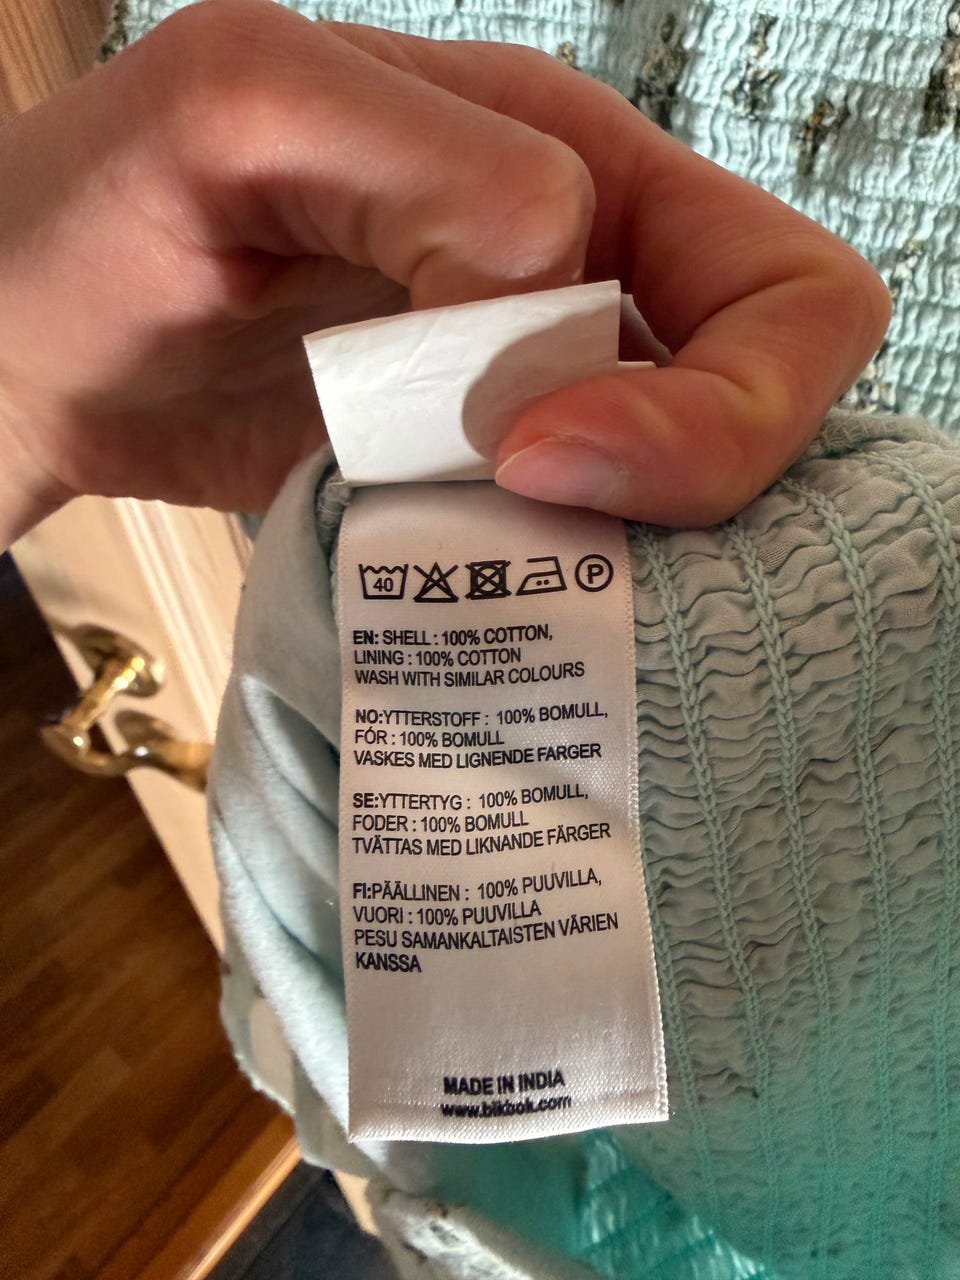 40 P
EN: SHELL : 100% COTTON,
LINING : 100% COTTON
WASH WITH SIMILAR COLOURS
NO:YTTERSTOFF : 100% BOMULL,
FÓR : 100% BOMULL
VASKES MED LIGNENDE FARGER
SE:YTTERTYG : 100% BOMULL,
FODER : 100% BOMULL
TVÄTTAS MED LIKNANDE FÄRGER
FI:PÄÄLLINEN : 100% PUUVILLA,
VUORI : 100% PUUVILLA
PESU SAMANKALTAISTEN VÄRIEN
KANSSA
MADE IN INDIA
www.bikbok.com